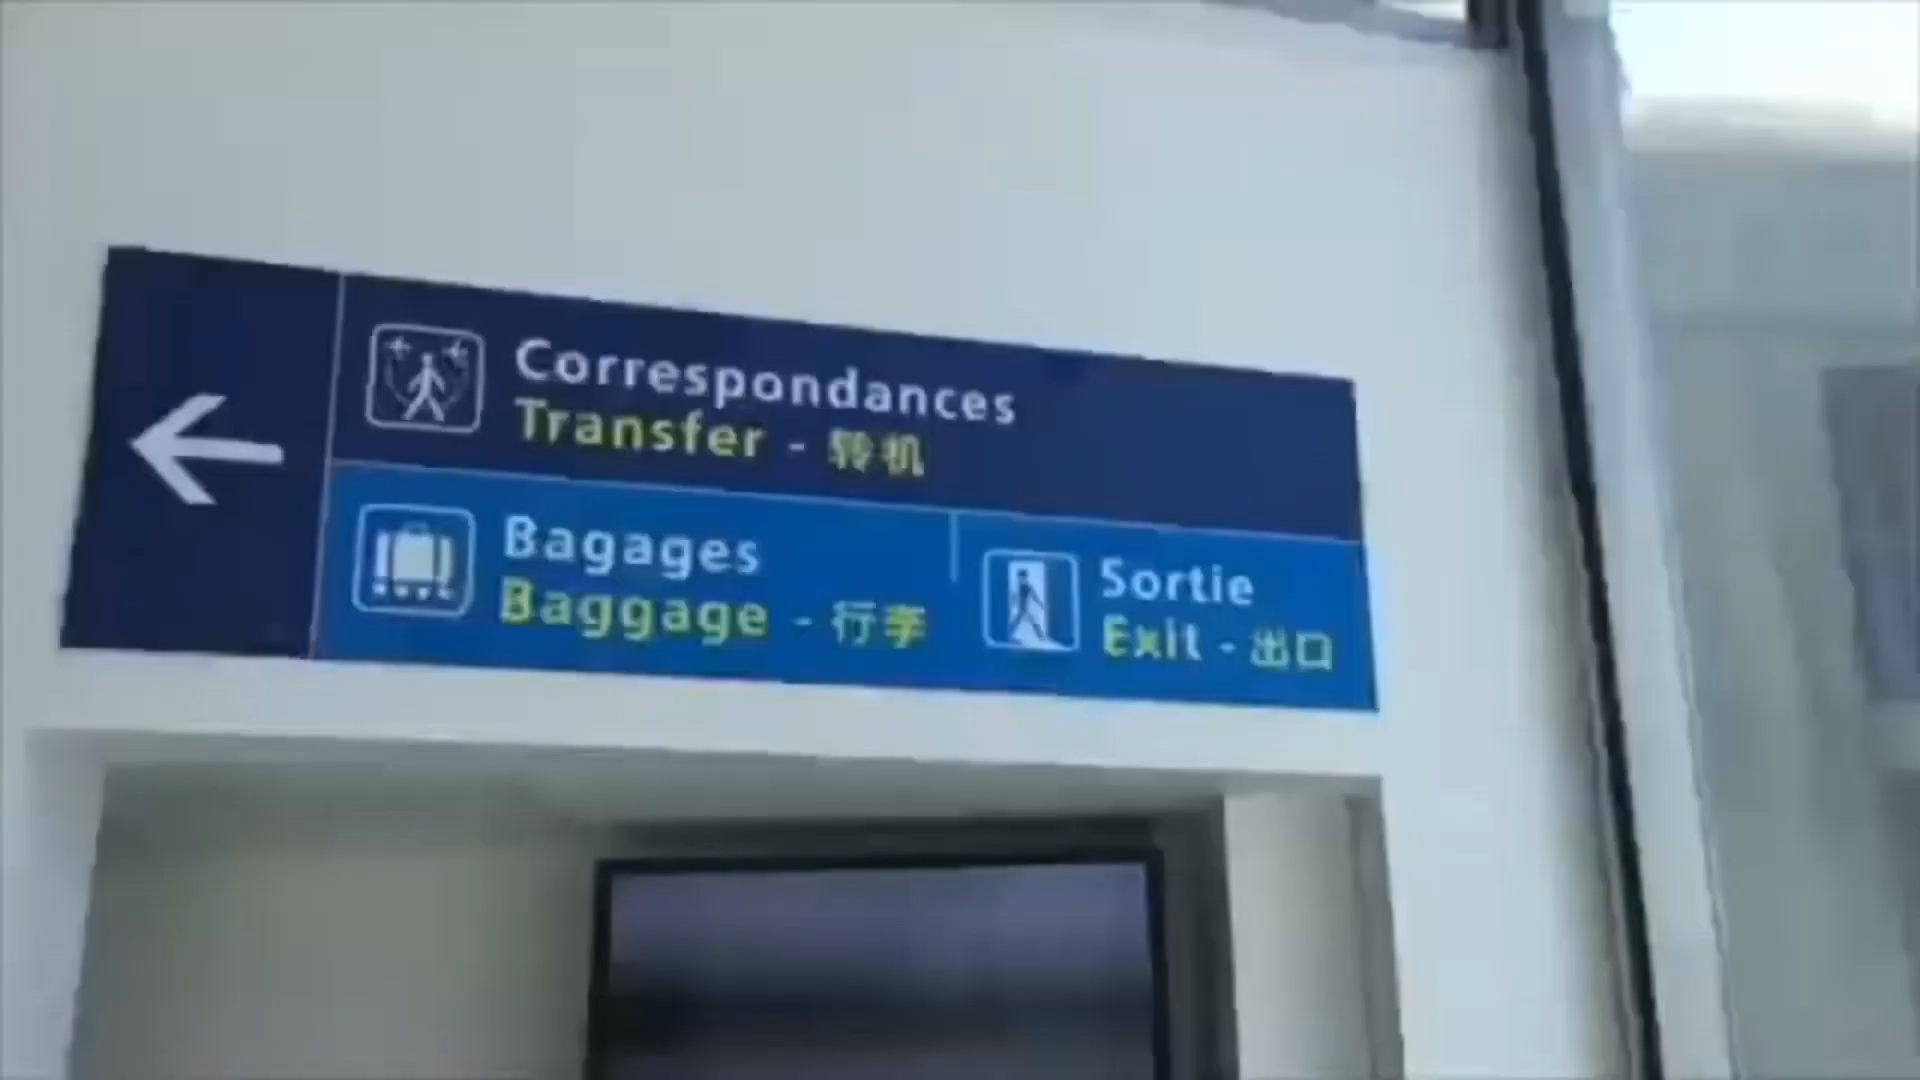 Correspondances
Transfer - 转机
Bagages
Baggage - 行李
Sortie
Exit - 出口